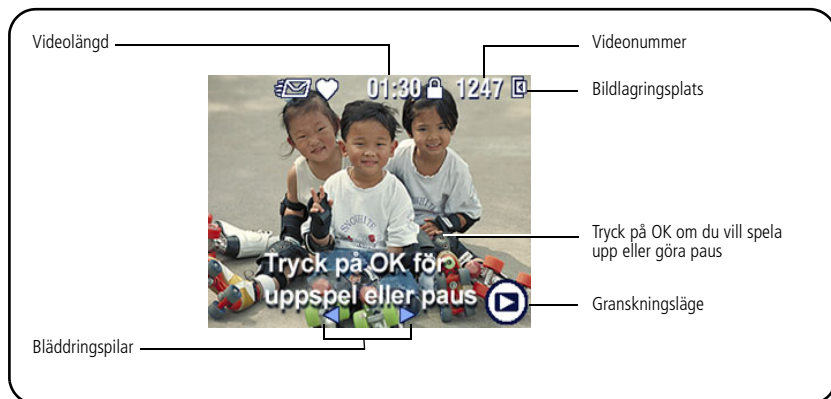 Videolängd
Videonummer
01:30
1247
Bildlagringsplats
Tryck på OK om du vill spela
upp eller göra paus
Tryck på OK för
uppspel eller paus
Granskningsläge
Bläddringspilar